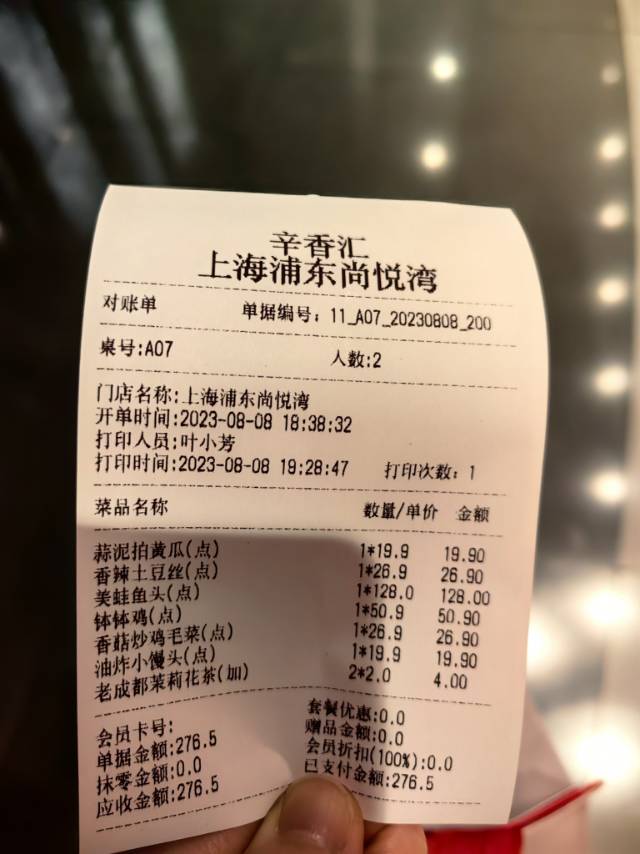 辛香汇
上海浦东尚悦湾
对账单 单据编号: 11_A07_20230808_200
桌号:A07 人数:2
门店名称:上海浦东尚悦湾
开单时间:2023-08-08 18:38:32
打印人员:叶小芳
打印时间:2023-08-08 19:28:47 打印次数: 1
菜品名称 数量/单价 金额
蒜泥拍黄瓜(点) 1*19.9 19.90
香辣土豆丝(点) 1*26.9 26.90
美蛙鱼头(点) 1*128.0 128.00
钵钵鸡(点) 1*50.9 50.90
香菇炒鸡毛菜(点) 1*26.9 26.90
油炸小馒头(点) 1*19.9 19.90
老成都茉莉花茶(加) 2*2.0 4.00
会员卡号: 套餐优惠:0.0
单据金额:276.5 赠品金额:0.0
抹零金额:0.0 会员折扣(100%):0.0
应收金额:276.5 已支付金额:276.5